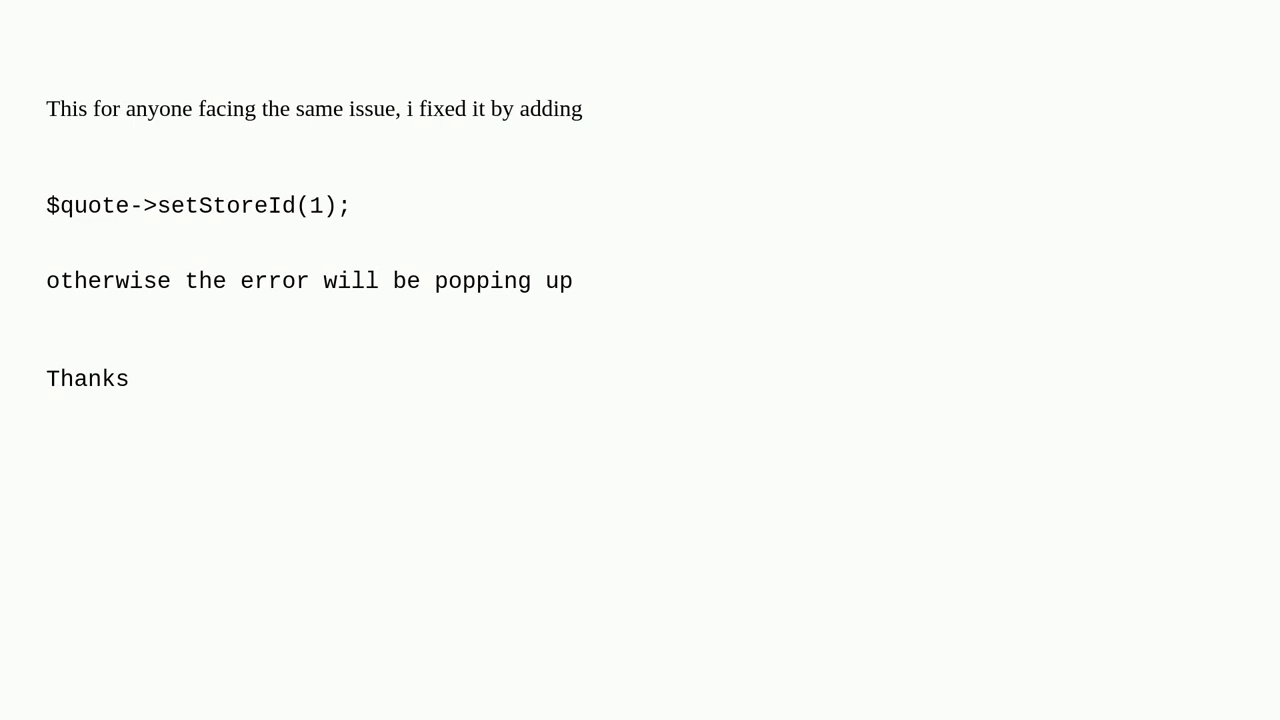 This for anyone facing the same issue, i fixed it by adding
$quote->setStoreId(1);
otherwise the error will be popping up
Thanks